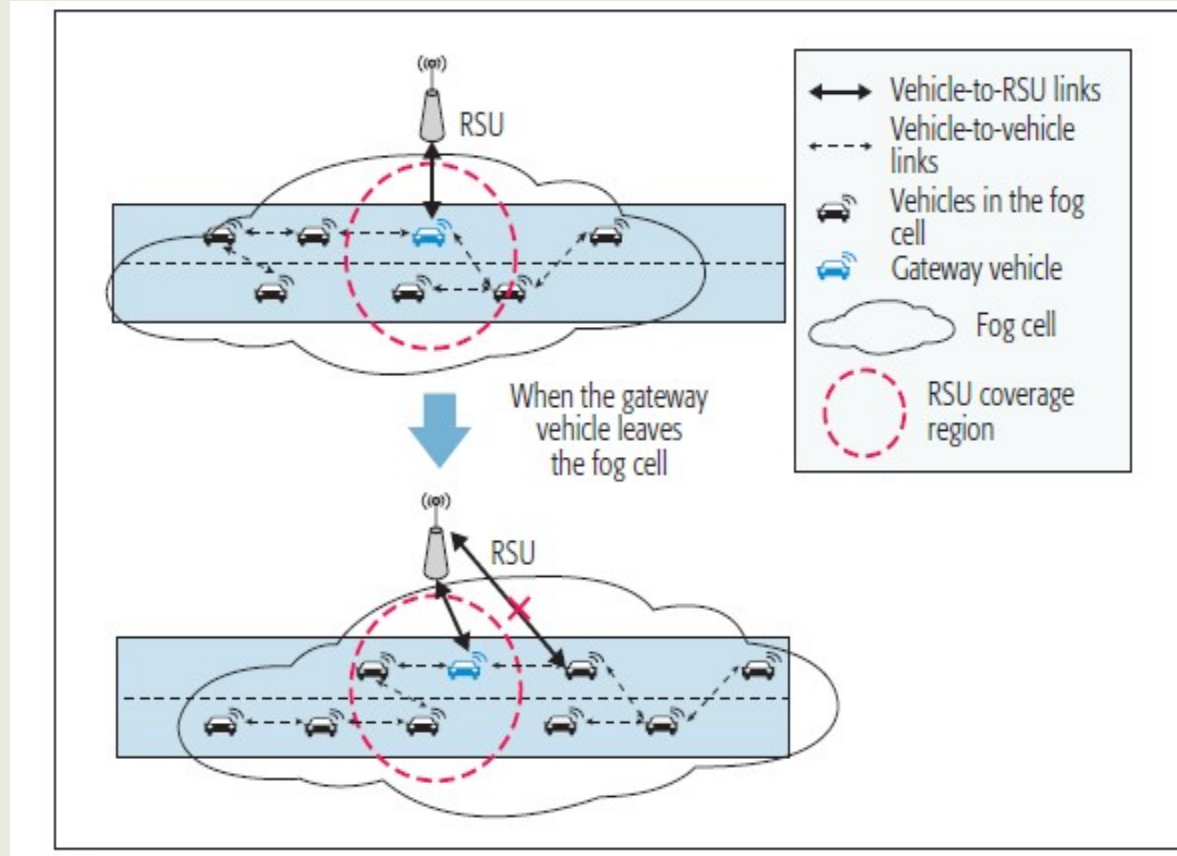 RSU
Vehicle-to-RSU links
Vehicle-to-vehicle
links
Vehicles in the fog
cell
Gateway vehicle
Fog cell
RSU coverage
region
When the gateway
vehicle leaves
the fog cell
RSU